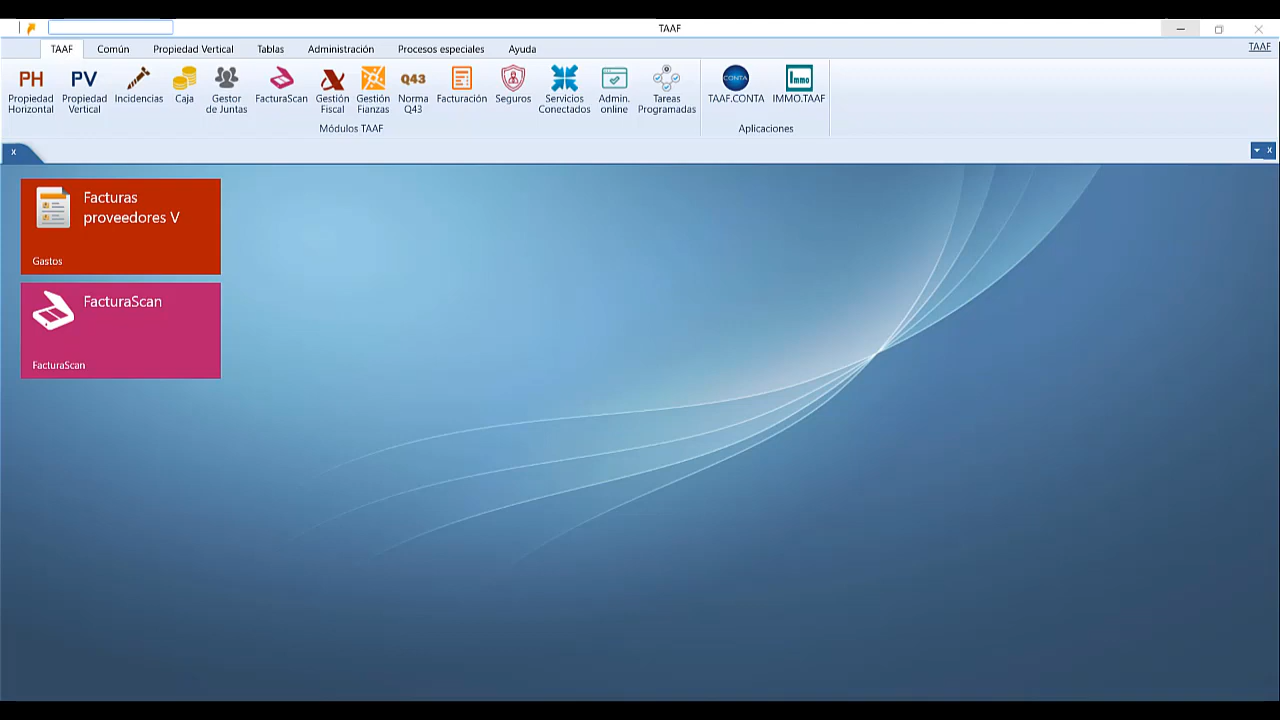 TAAF
TAAF Común Propiedad Vertical Tablas Administración Procesos especiales Ayuda TAAF
PH PV Q43 CONTA Immo
Propiedad Horizontal
Propiedad Vertical
Incidencias
Caja
Gestor de Juntas
FacturaScan
Gestión Fiscal
Gestión Fianzas
Norma Q43
Facturación
Seguros
Servicios Conectados
Admin. online
Tareas Programadas
TAAF.CONTA
IMMO.TAAF
Módulos TAAF Aplicaciones
x x
Facturas
proveedores V
Gastos
FacturaScan
FacturaScan